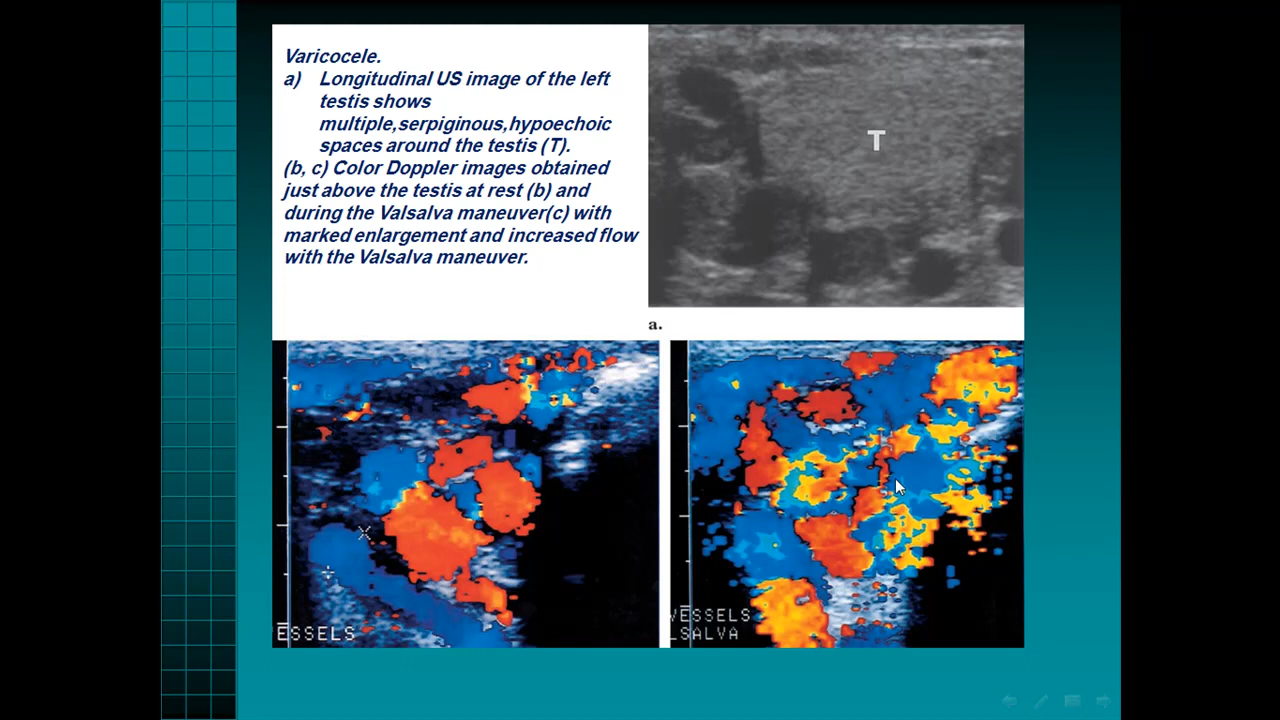 Varicocele.
a) Longitudinal US image of the left
testis shows
multiple,serpiginous,hypoechoic
spaces around the testis (T).
(b, c) Color Doppler images obtained
just above the testis at rest (b) and
during the Valsalva maneuver(c) with
marked enlargement and increased flow
with the Valsalva maneuver.
T
a.
ESSELS
VESSELS
LSALVA